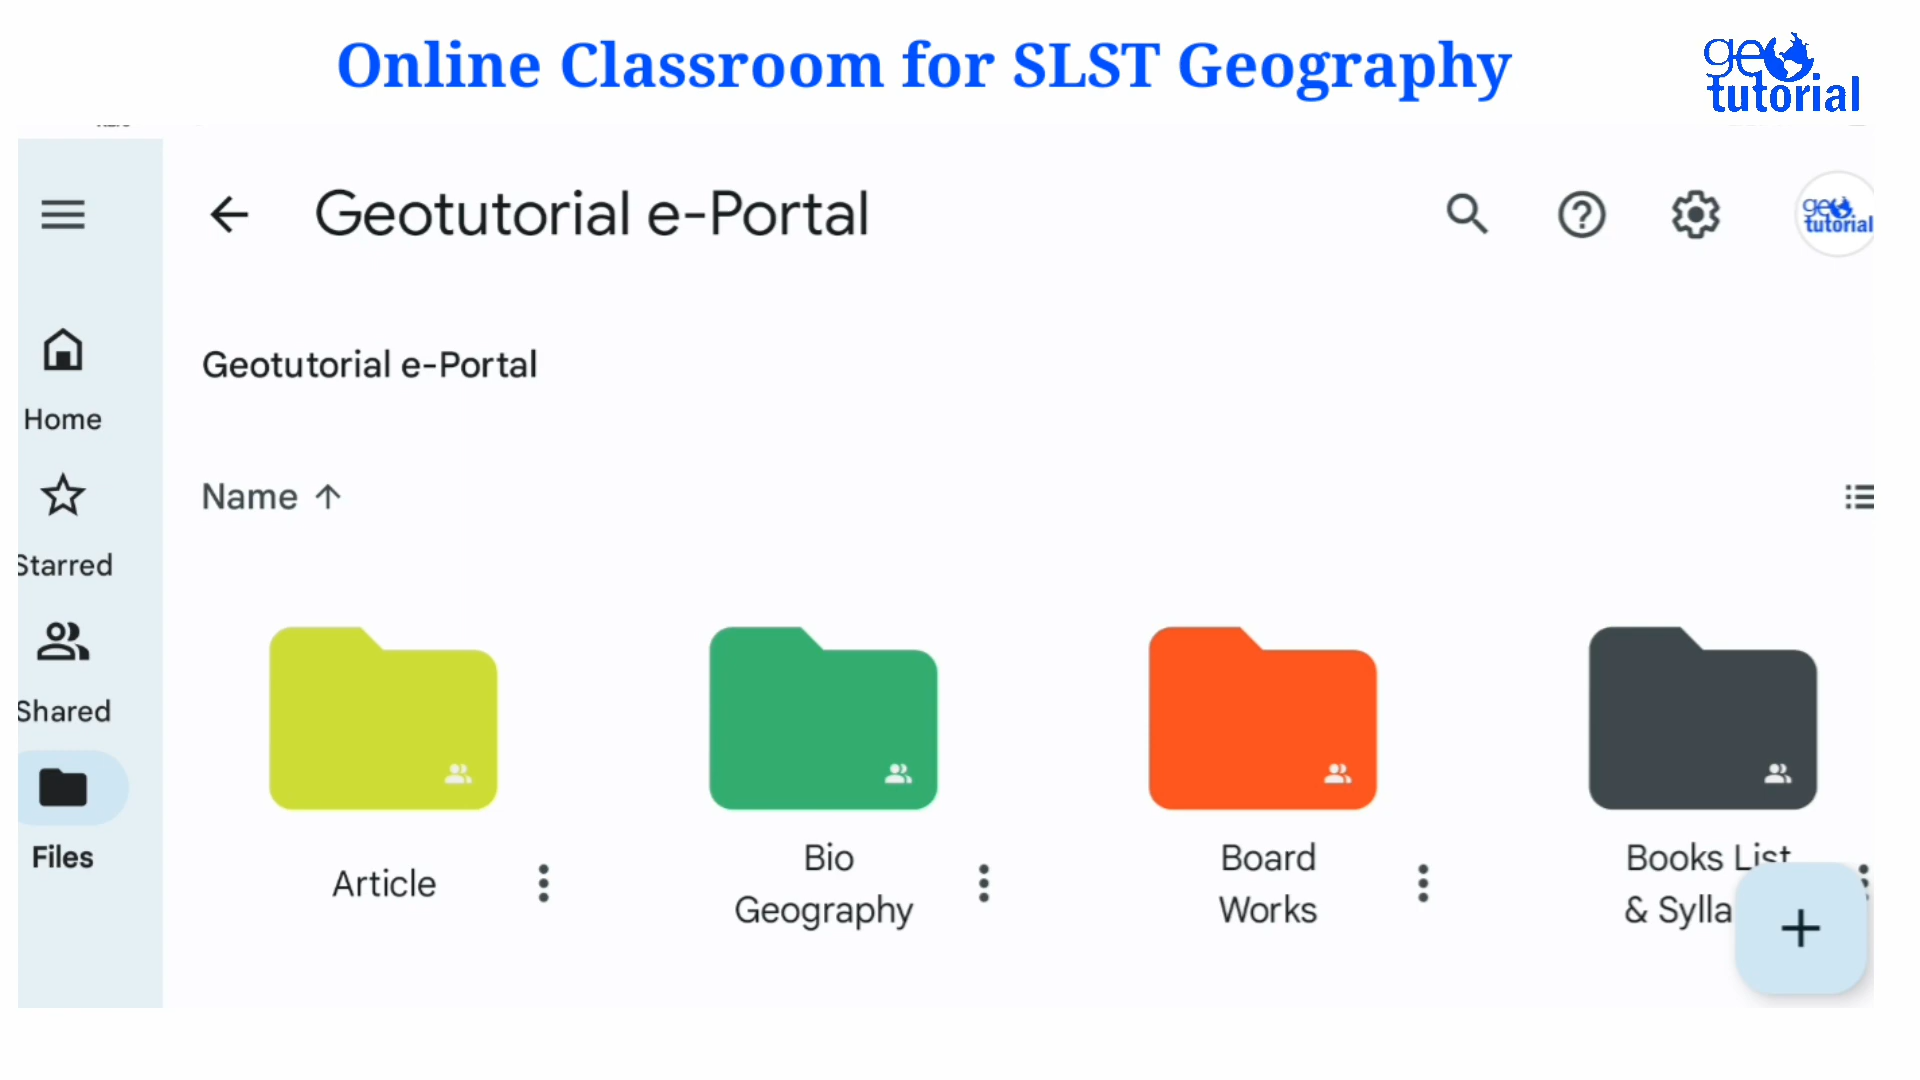 Online Classroom for SLST Geography
geo
tutorial
Geotutorial e-Portal
geo
tutorial
Geotutorial e-Portal
Home
Name
Starred
Shared
Files
Article
Bio
Geography
Board
Works
Books List
& Sylla